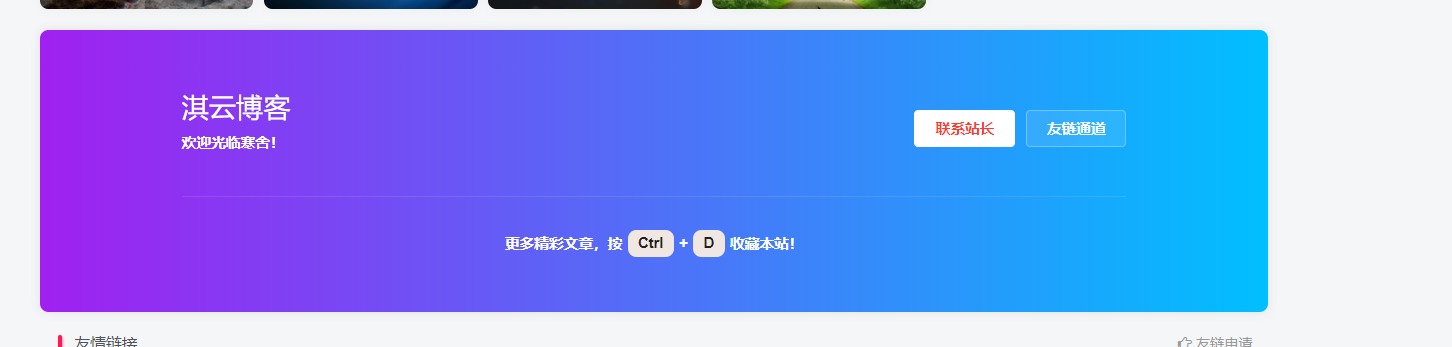 淇云博客
欢迎光临寒舍！
联系站长
友链通道
更多精彩文章，按 Ctrl + D 收藏本站！
友情链接
友链申请